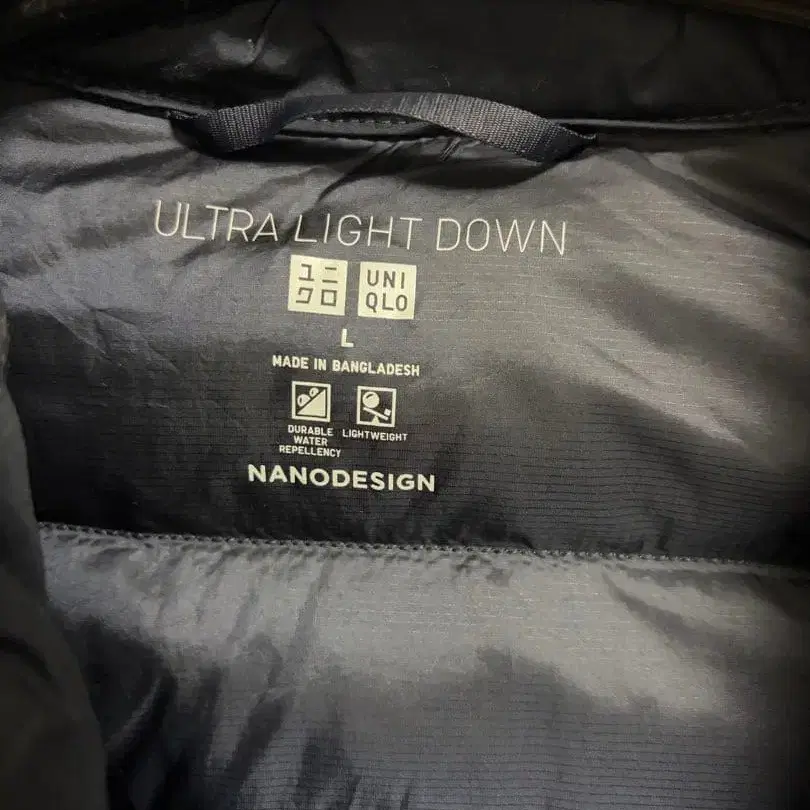 ULTRA LIGHT DOWN
ユニ UNI
クロ QLO
L
MADE IN BANGLADESH
DURABLE LIGHTWEIGHT
WATER
REPELLENCY
NANODESIGN